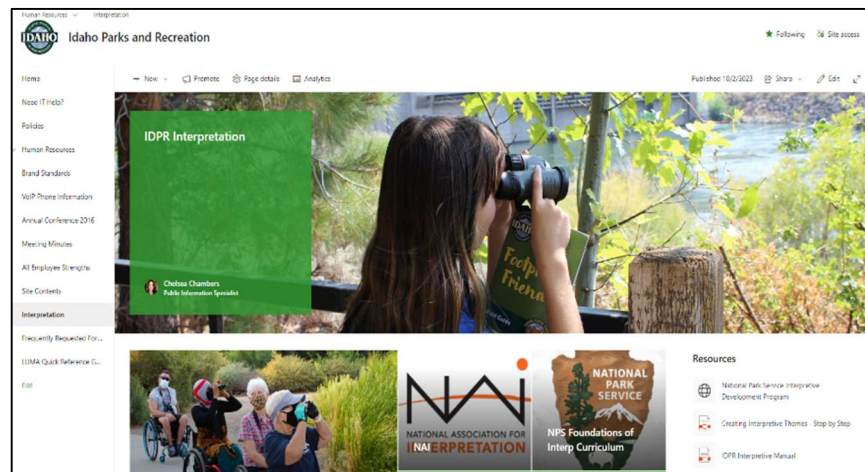 Human Resources
Interpretation
IDAHO
Idaho Parks and Recreation
Following
Site access
Home
New
Promote
Page details
Analytics
Published 10/2/2023
Share
Edit
Need IT Help?
Policies
Human Resources
Brand Standards
VoIP Phone Information
Annual Conference 2016
Meeting Minutes
All Employee Strengths
Site Contents
Interpretation
Frequently Requested For...
LUMA Quick Reference G...
Edit
IDPR Interpretation
Chelsea Chambers
Public Information Specialist
IDAHO
NAI
NATIONAL ASSOCIATION FOR
INTERPRETATION
NAI
NATIONAL
PARK
SERVICE
NPS Foundations of
Interp Curriculum
Resources
National Park Service Interpretive
Development Program
Creating Interpretive Themes - Step by Step
IDPR Interpretive Manual